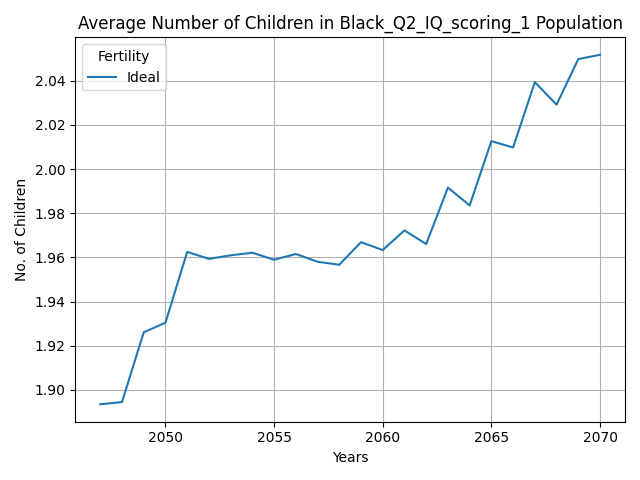 Average Number of Children in Black_Q2_IQ_scoring_1 Population
Fertility
Ideal
No. of Children
2.04
2.02
2.00
1.98
1.96
1.94
1.92
1.90
2050
2055
2060
2065
2070
Years